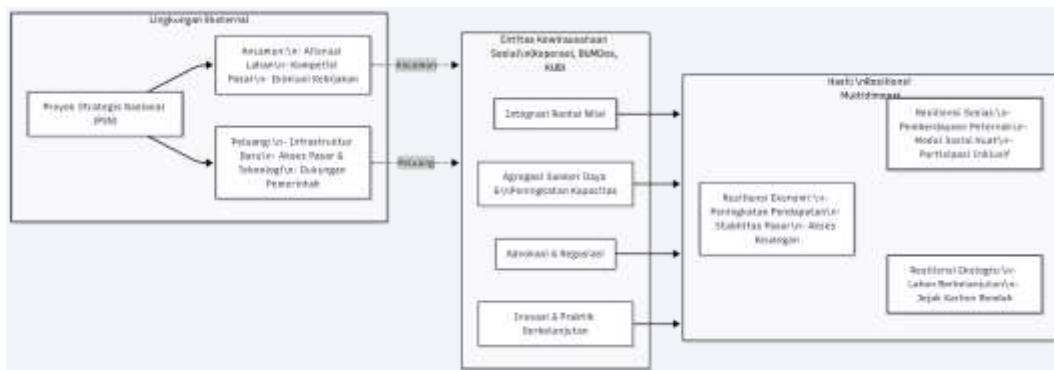 Lingkungan Eksternal
Proyek Strategis Nasional
(PSN)
Ancaman:\n- Alienasi
Lahan\n- Kompetisi
Pasar\n- Eksklusi Kebijakan
Peluang:\n- Infrastruktur
Baru\n- Akses Pasar &
Teknologi\n- Dukungan
Pemerintah
Ancaman
Peluang
Entitas Kewirausahaan
Sosial\n(Koperasi, BUMDes,
KUB)
Integrasi Rantai Nilai
Agregasi Sumber Daya
&\nPeningkatan Kapasitas
Advokasi & Negosiasi
Inovasi & Praktik
Berkelanjutan
Hasil:\nResiliensi
Multidimensi
Resiliensi Sosial:\n-
Pemberdayaan Peternak\n-
Modal Sosial Kuat\n-
Partisipasi Inklusif
Resiliensi Ekonomi:\n-
Peningkatan Pendapatan\n-
Stabilitas Pasar\n- Akses
Keuangan
Resiliensi Ekologis:\n-
Lahan Berkelanjutan\n-
Jejak Karbon Rendah